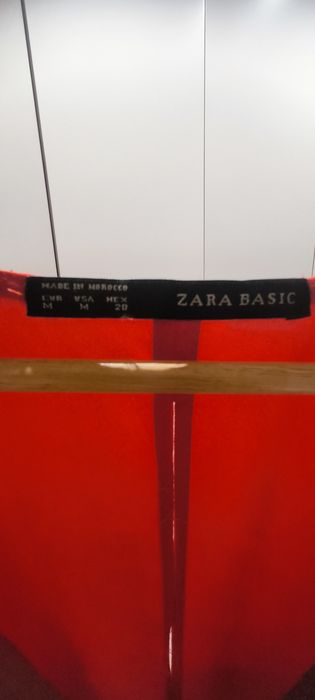 MADE IN MOROCCO
EUR USA MEX
M M 28
ZARA BASIC